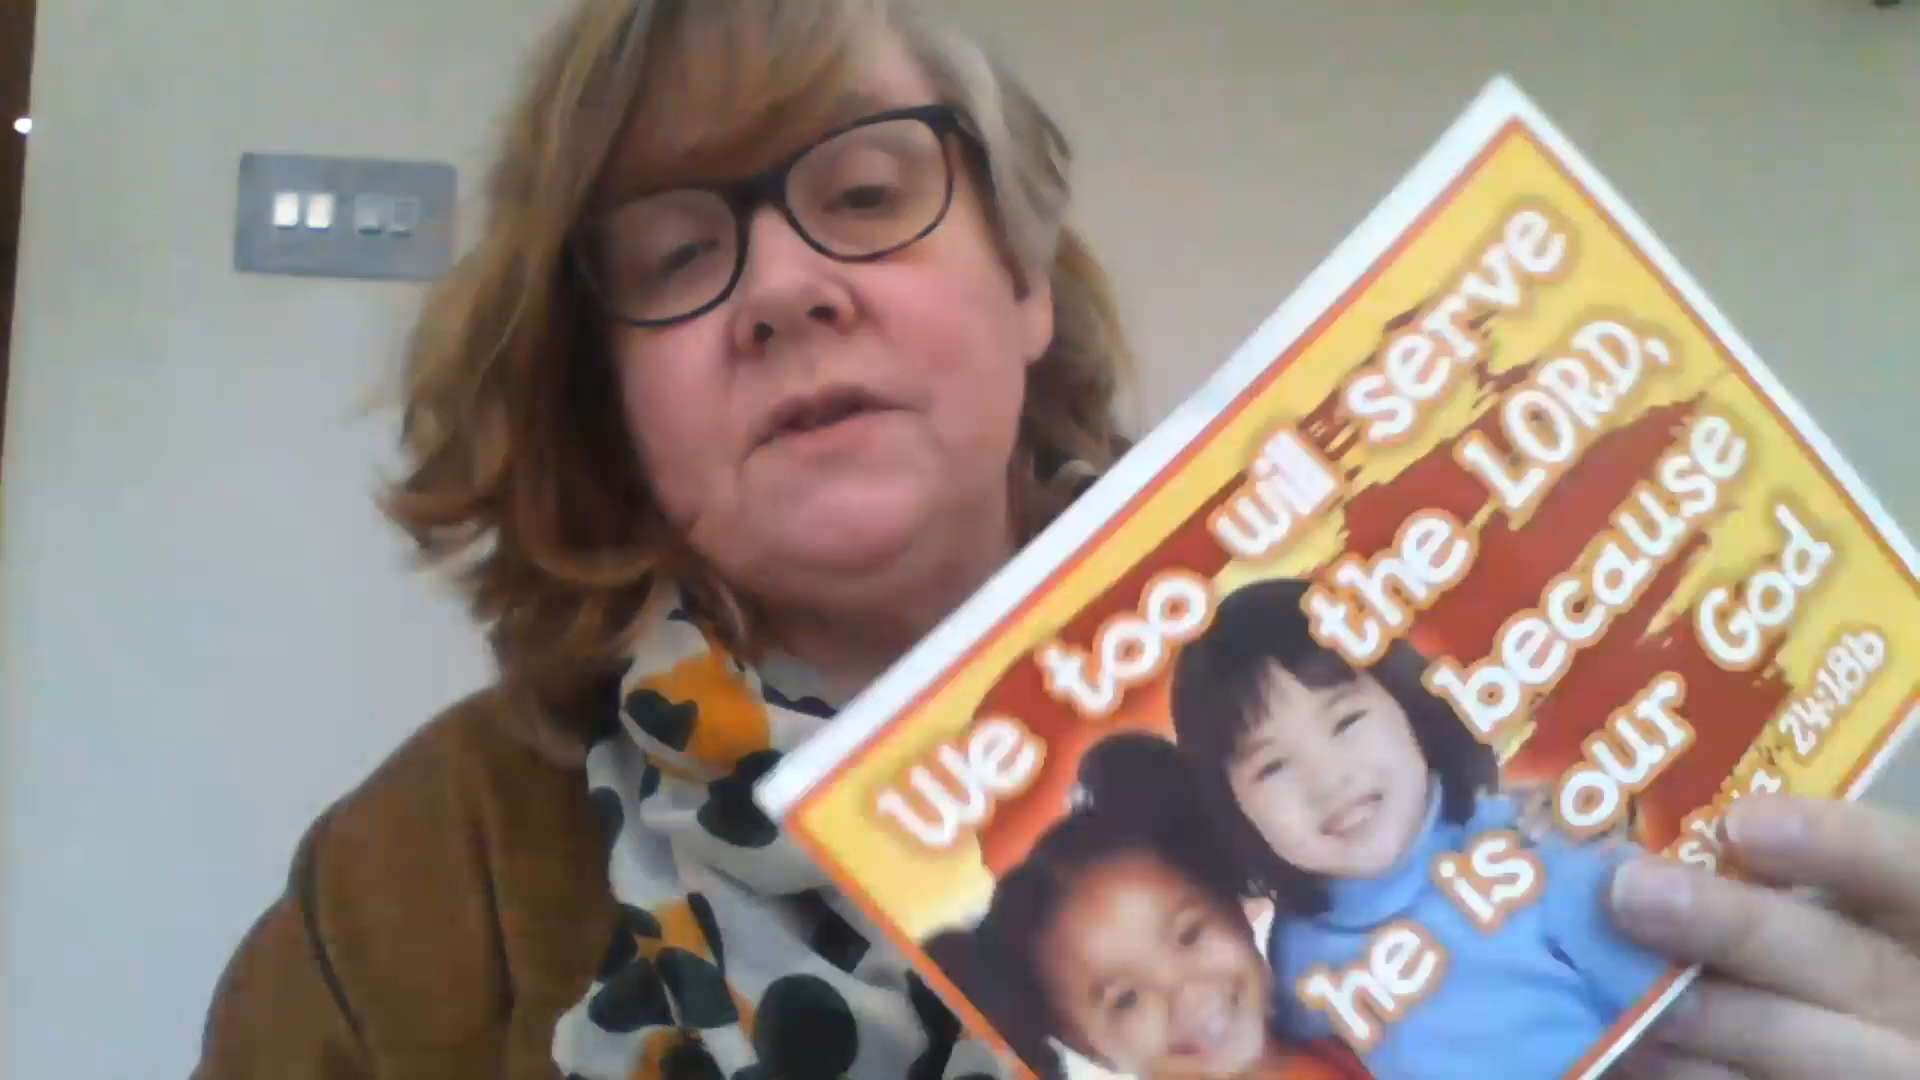 We too will serve
the LORD,
because
he is our God
24:18b